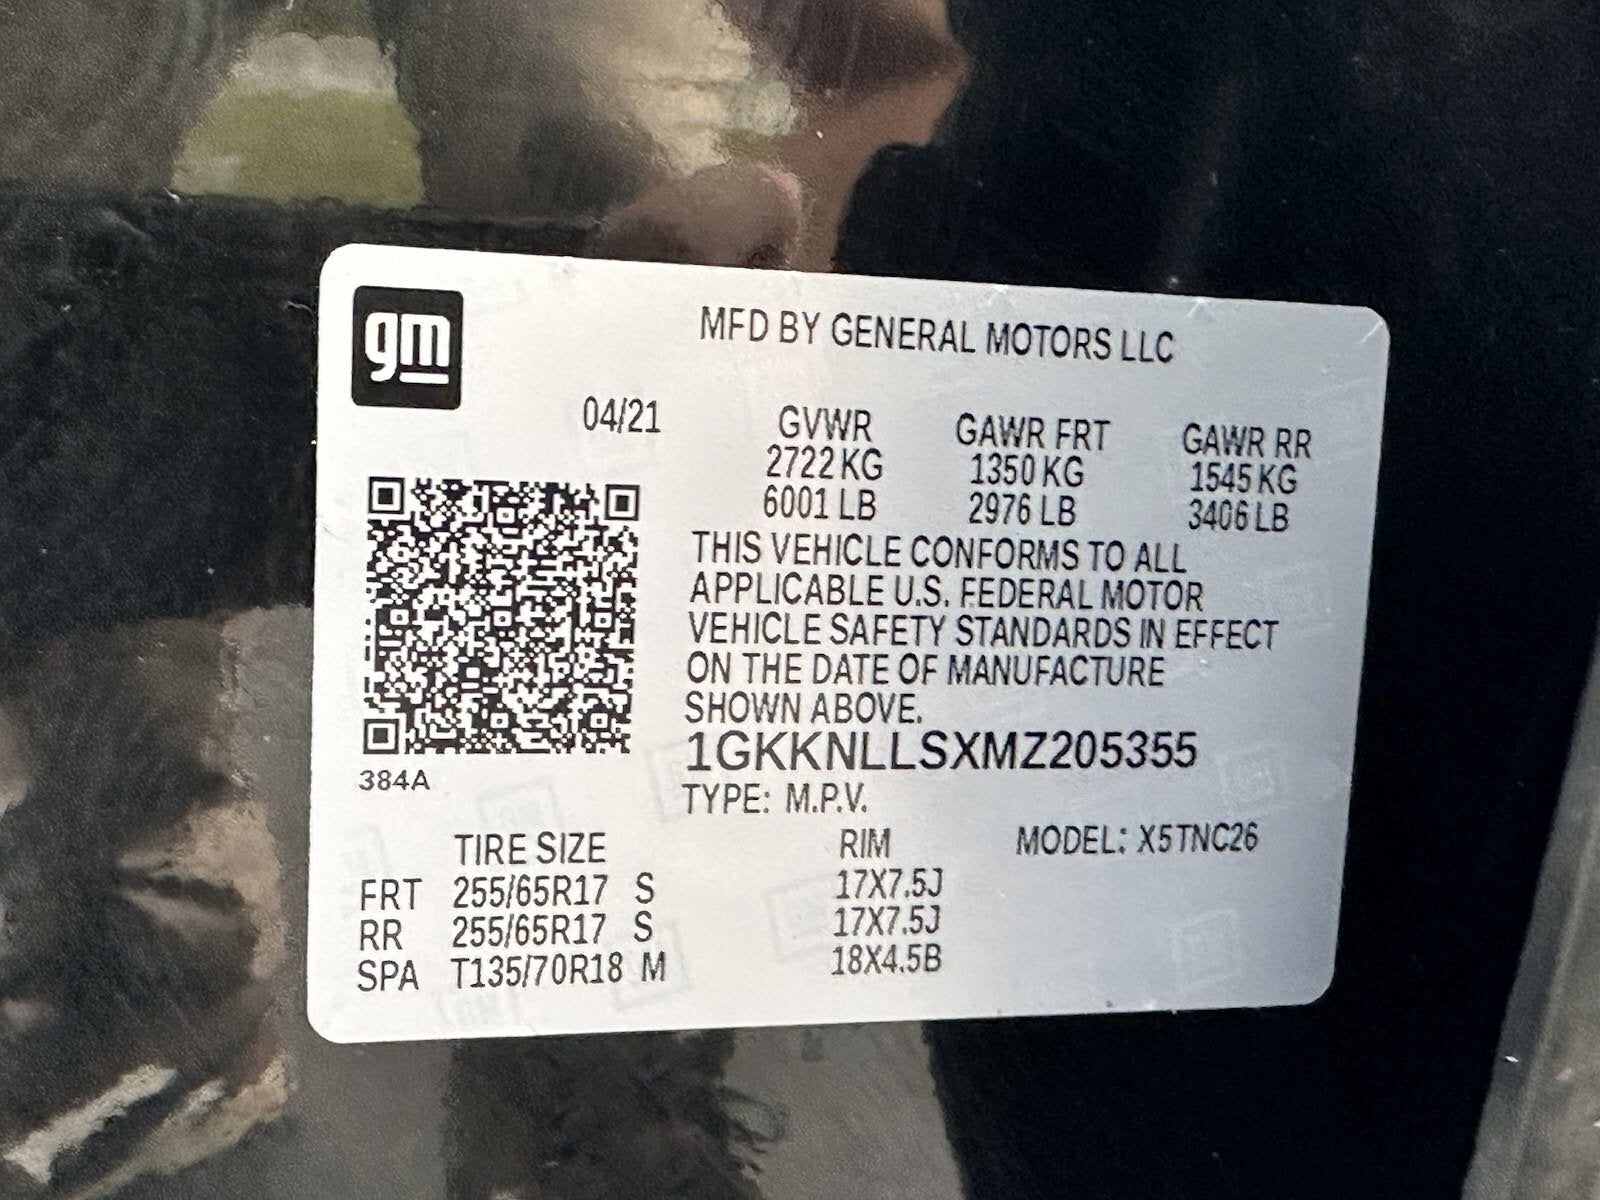 gm
MFD BY GENERAL MOTORS LLC
04/21
GVWR GAWR FRT GAWR RR
2722 KG 1350 KG 1545 KG
6001 LB 2976 LB 3406 LB
THIS VEHICLE CONFORMS TO ALL
APPLICABLE U.S. FEDERAL MOTOR
VEHICLE SAFETY STANDARDS IN EFFECT
ON THE DATE OF MANUFACTURE
SHOWN ABOVE.
1GKKNLLSXMZ205355
384A
TYPE: M.P.V.
TIRE SIZE RIM MODEL: X5TNC26
FRT 255/65R17 S 17X7.5J
RR 255/65R17 S 17X7.5J
SPA T135/70R18 M 18X4.5B